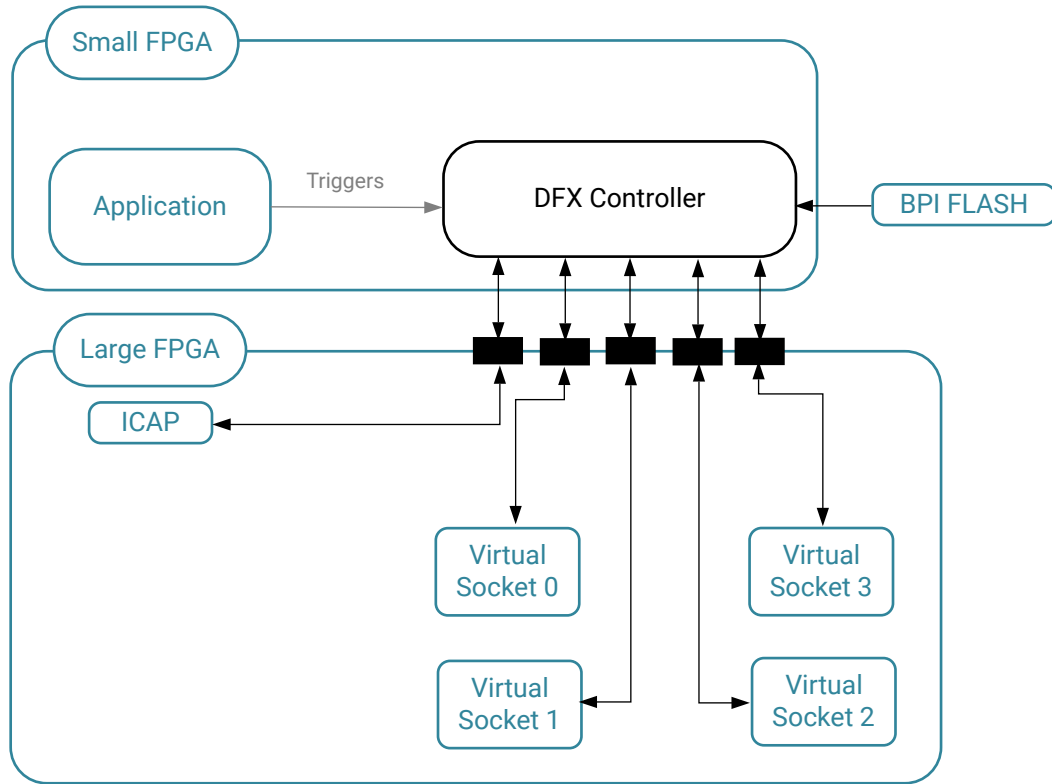 Small FPGA
Application
Triggers
DFX Controller
BPI FLASH
Large FPGA
ICAP
Virtual
Socket 0
Virtual
Socket 3
Virtual
Socket 1
Virtual
Socket 2